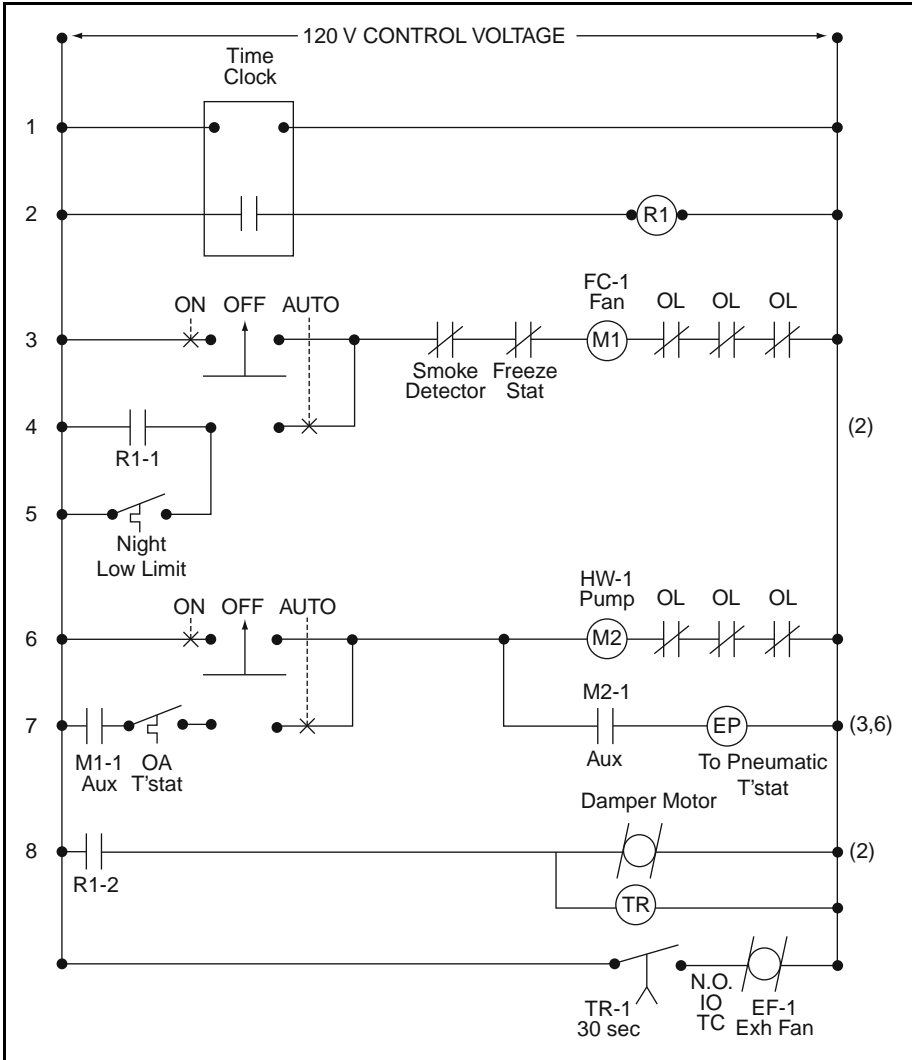 120 V CONTROL VOLTAGE
Time
Clock
1
2
R1
ON OFF AUTO
FC-1
Fan
OL OL OL
3
M1
Smoke
Detector
Freeze
Stat
4
R1-1
(2)
5
Night
Low Limit
ON OFF AUTO
HW-1
Pump
OL OL OL
6
M2
M2-1
Aux
7
M1-1
Aux
OA
T'stat
EP
(3,6)
To Pneumatic
T'stat
Damper Motor
8
R1-2
(2)
TR
TR-1
30 sec
N.O.
IO
TC
EF-1
Exh Fan